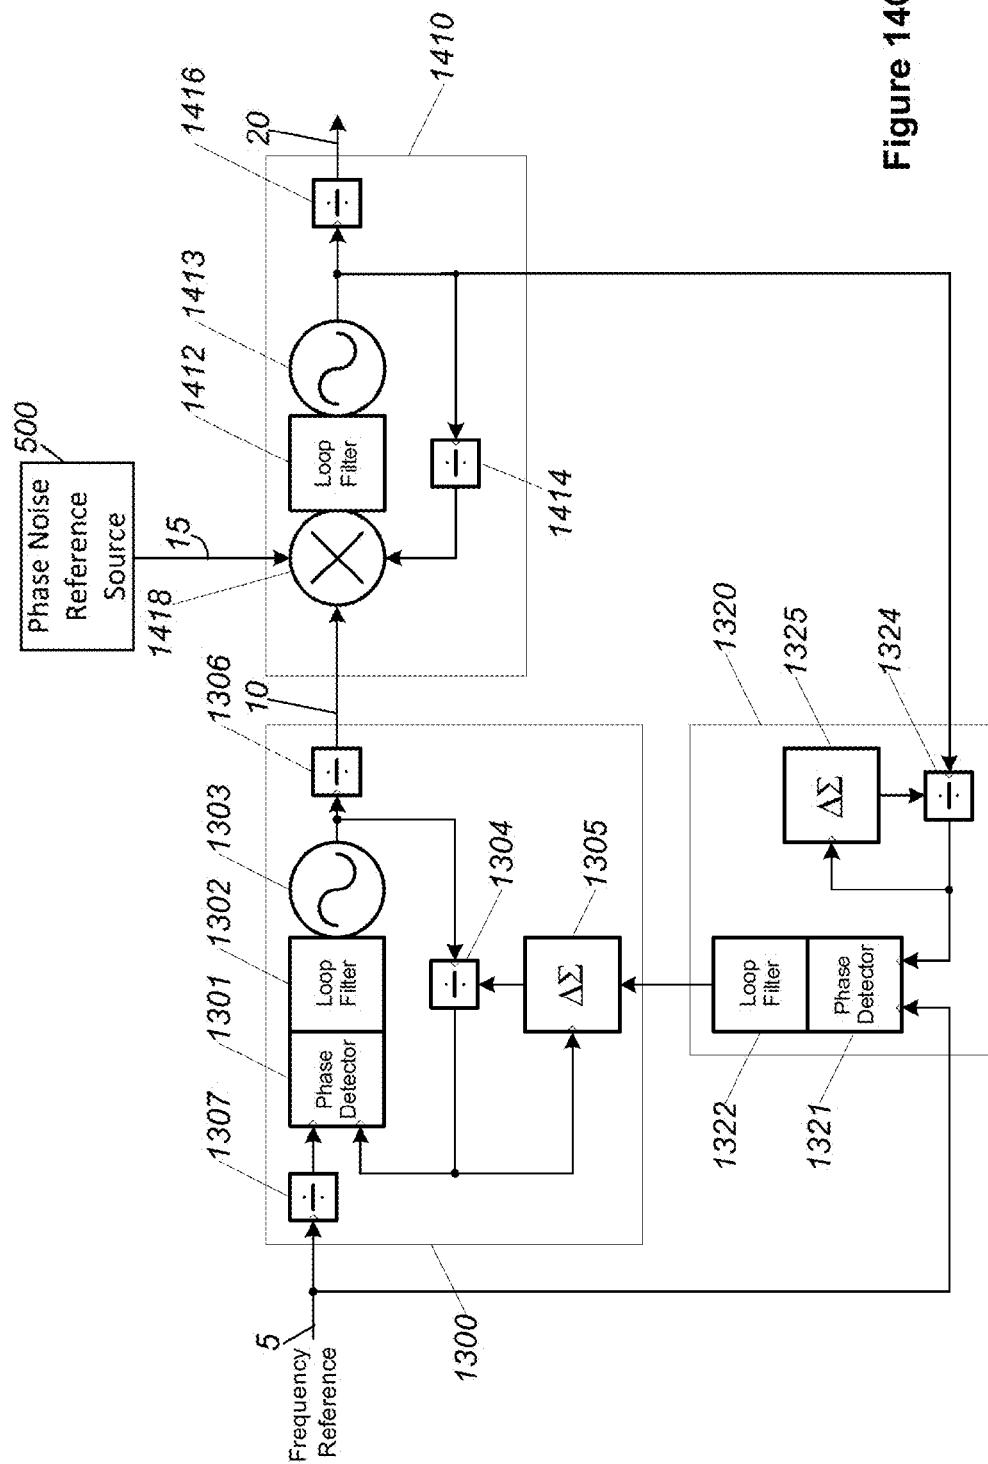 Phase Noise
Reference
Source
500
15
1418
1412
1413
1416
20
1410
Loop
Filter
1414
10
1306
1303
1302
1301
1307
Phase
Detector
Loop
Filter
1304
1305
ΔΣ
5
Frequency
Reference
1300
1320
1325
1324
ΔΣ
Loop
Filter
Phase
Detector
1322
1321